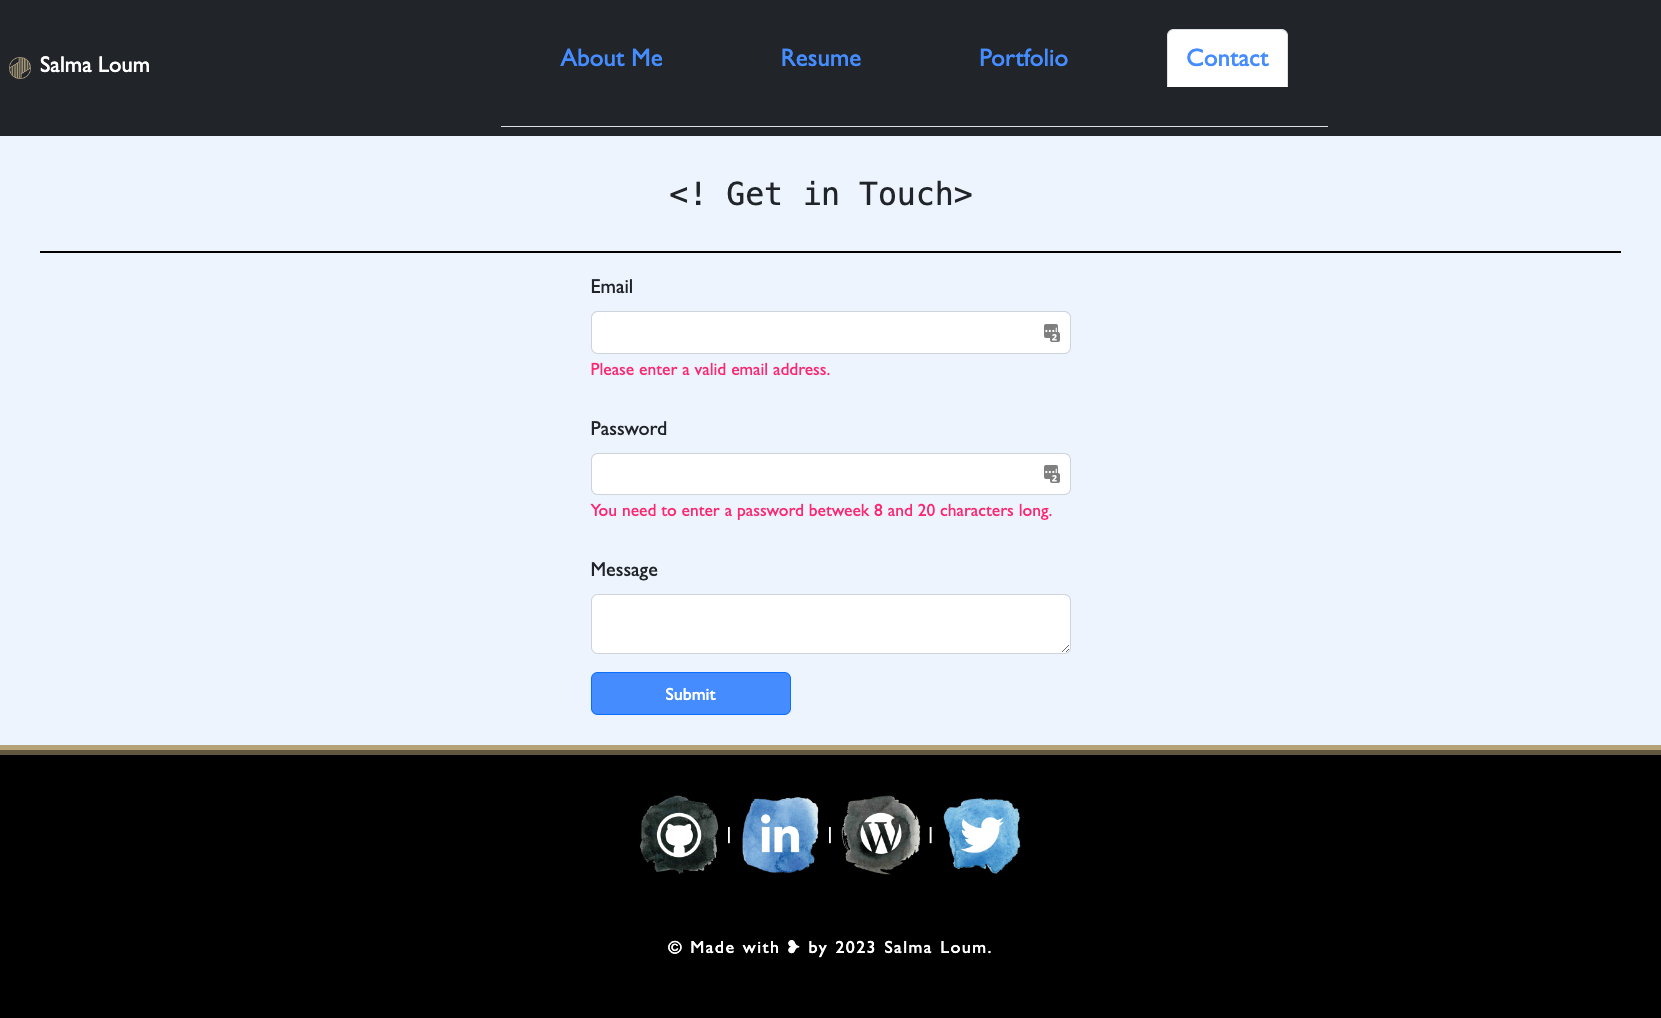 Salma Loum
About Me
Resume
Portfolio
Contact
<! Get in Touch>
Email
Please enter a valid email address.
Password
You need to enter a password betweek 8 and 20 characters long.
Message
Submit
in
© Made with ❥ by 2023 Salma Loum.